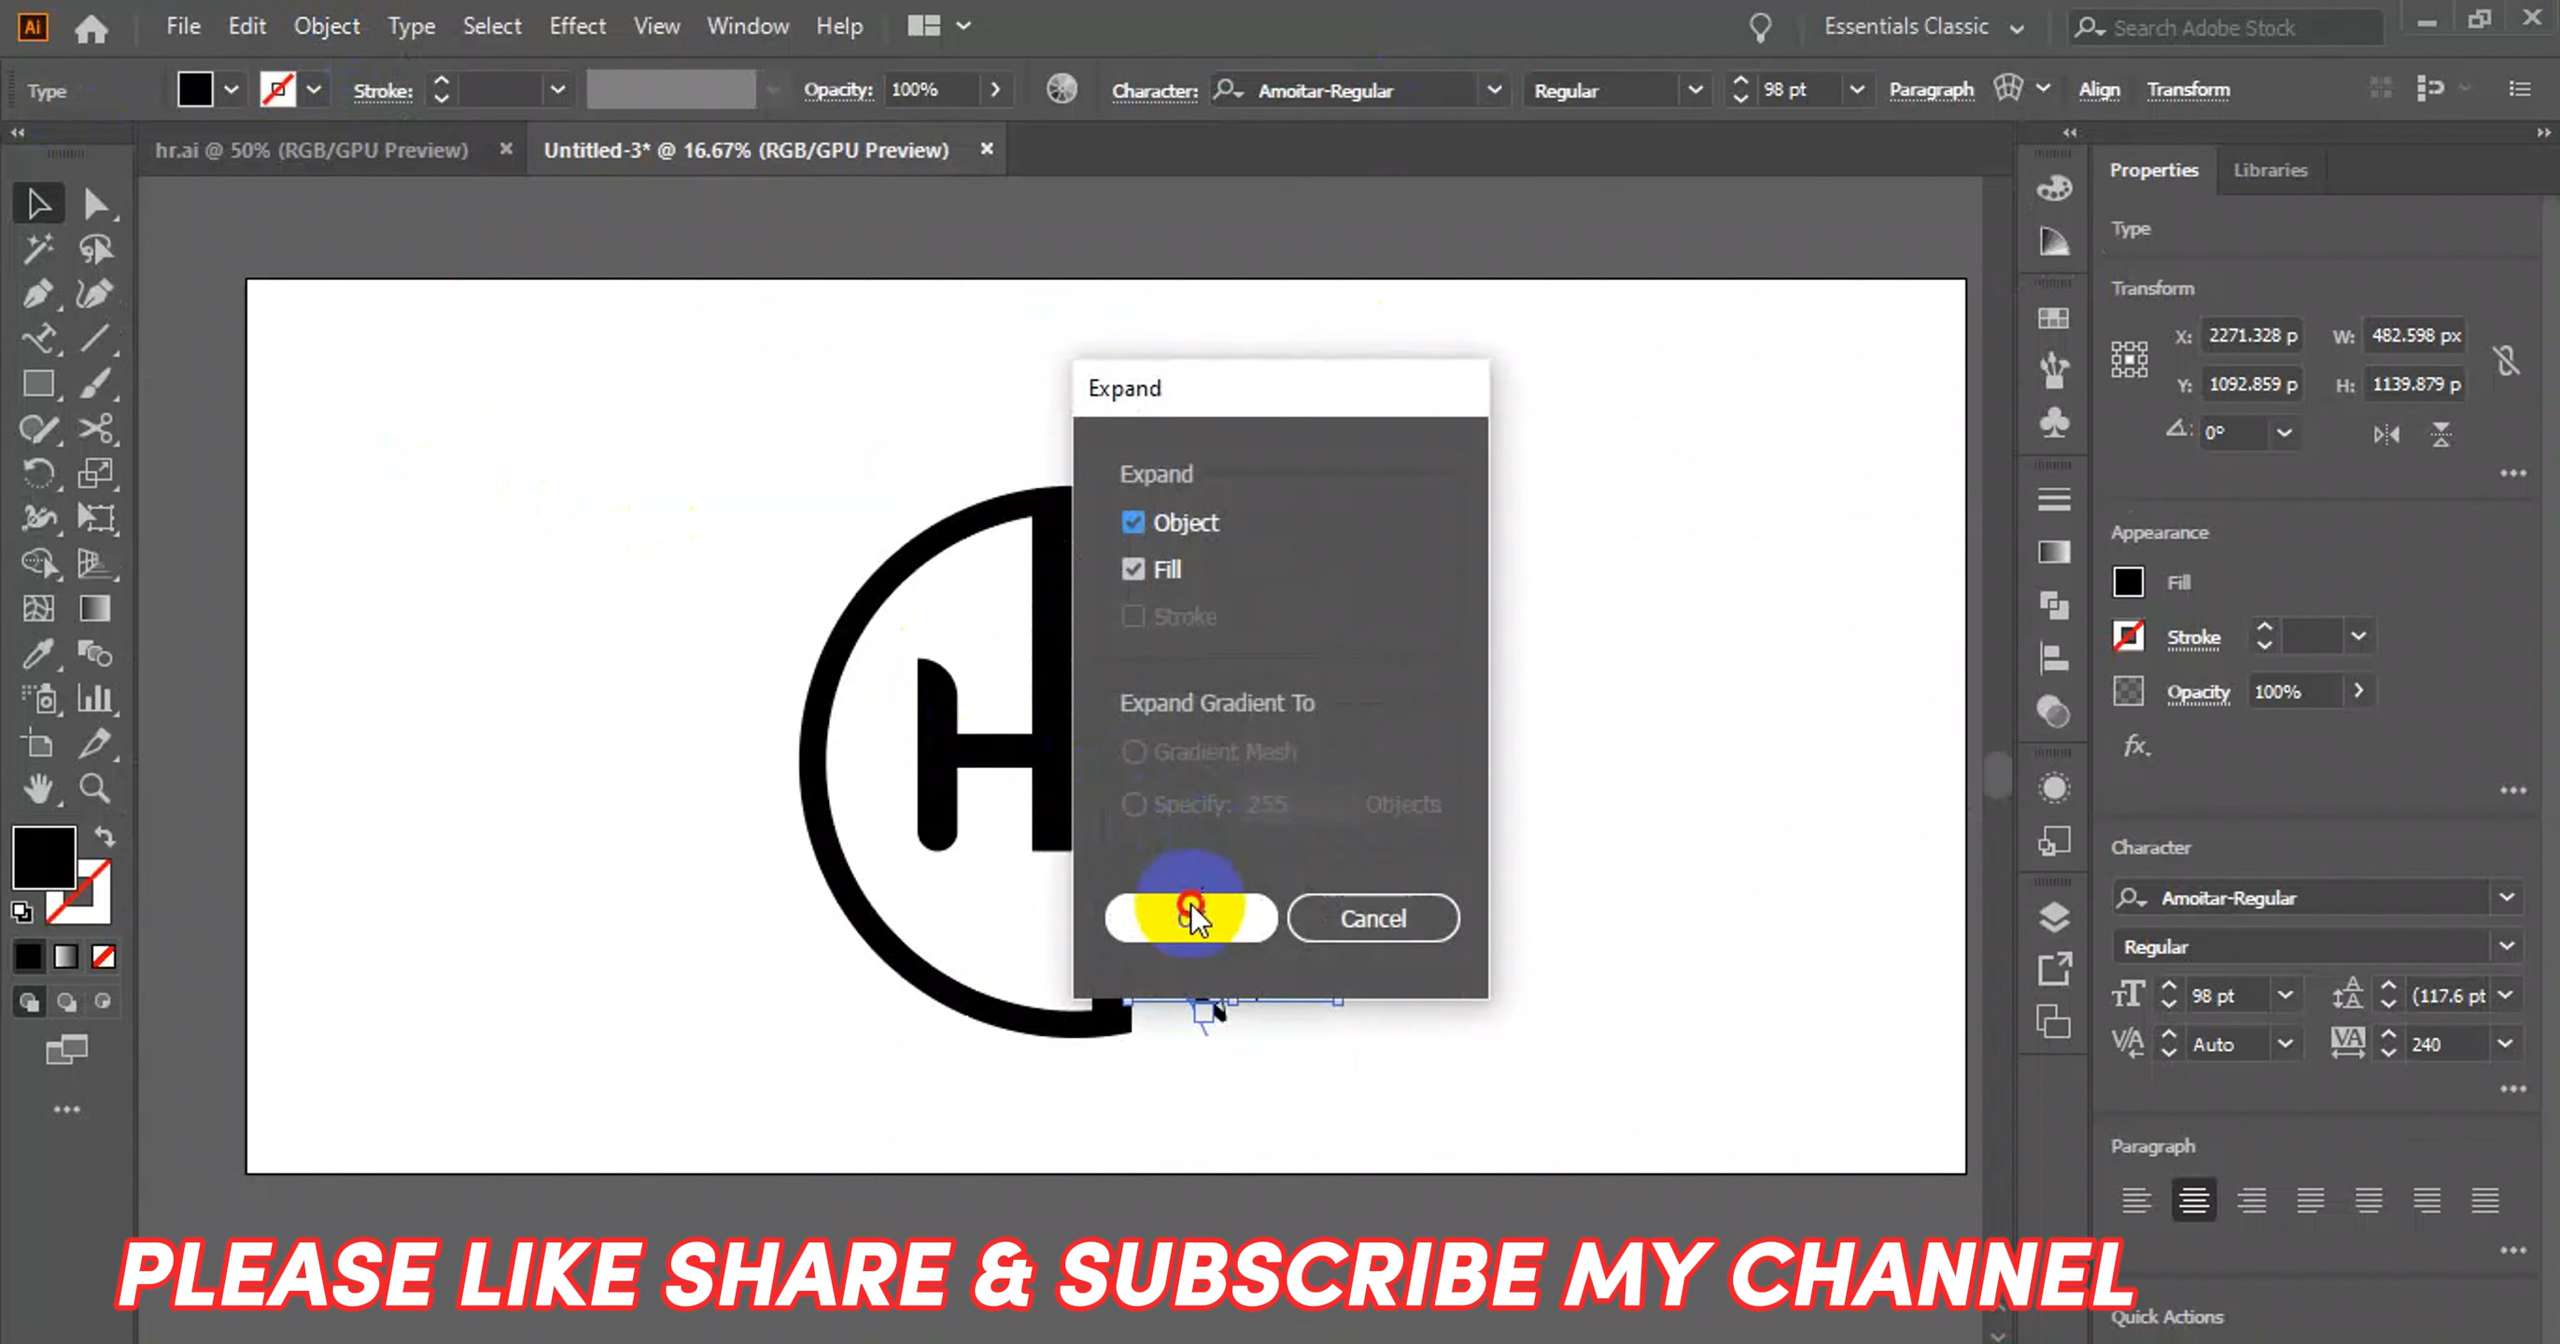 Ai File Edit Object Type Select Effect View Window Help Essentials Classic Search Adobe Stock
Type Stroke: Opacity: 100% Character: Amoitar-Regular Regular 98 pt Paragraph Align Transform
hr.ai @ 50% (RGB/GPU Preview) × Untitled-3* @ 16.67% (RGB/GPU Preview) ×
Properties Libraries
Type
Transform
X: 2271.328 p W: 482.598 px
Y: 1092.859 p H: 1139.879 p
0°
Appearance
Fill
Stroke
Opacity 100%
fx.
Character
Amoitar-Regular
Regular
98 pt (117.6 pt
Auto 240
Paragraph
Quick Actions
Expand
Expand
Object
Fill
Stroke
Expand Gradient To
Gradient Mesh
Specify: 255 Objects
Cancel
H
PLEASE LIKE SHARE & SUBSCRIBE MY CHANNEL